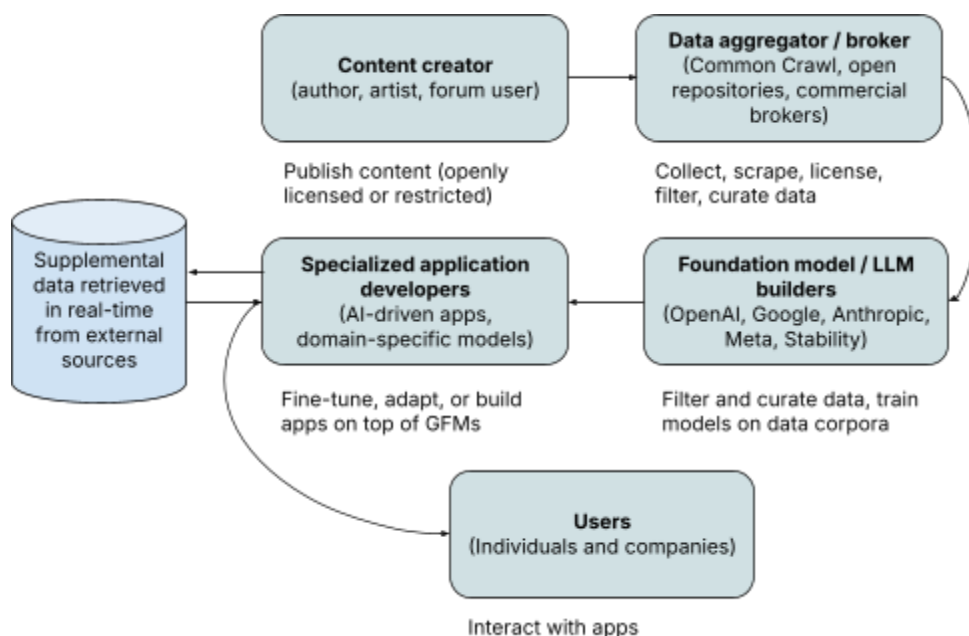 Content creator
(author, artist, forum user)
Data aggregator / broker
(Common Crawl, open
repositories, commercial
brokers)
Publish content (openly
licensed or restricted)
Collect, scrape, license,
filter, curate data
Supplemental
data retrieved
in real-time
from external
sources
Specialized application
developers
(AI-driven apps,
domain-specific models)
Foundation model / LLM
builders
(OpenAI, Google, Anthropic,
Meta, Stability)
Fine-tune, adapt, or build
apps on top of GFMs
Filter and curate data, train
models on data corpora
Users
(Individuals and companies)
Interact with apps